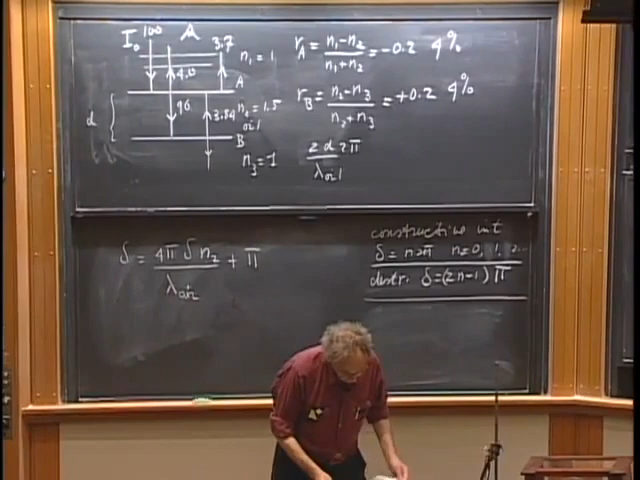 I₀ 100 A 3.7 n₁ = 1
4.0 A
d 96 3.84 n₂ = 1.5 oil
B
n₃ = 1
r_A = (n₁ − n₂)/(n₁ + n₂) = −0.2 4%
r_B = (n₂ − n₃)/(n₂ + n₃) = +0.2 4%
2 d 2π / λ_oil
δ = 4π δ n₂ / λ_air + π
constructive int
δ = n2π n = 0, 1, 2..
destr. δ = (2n−1) π